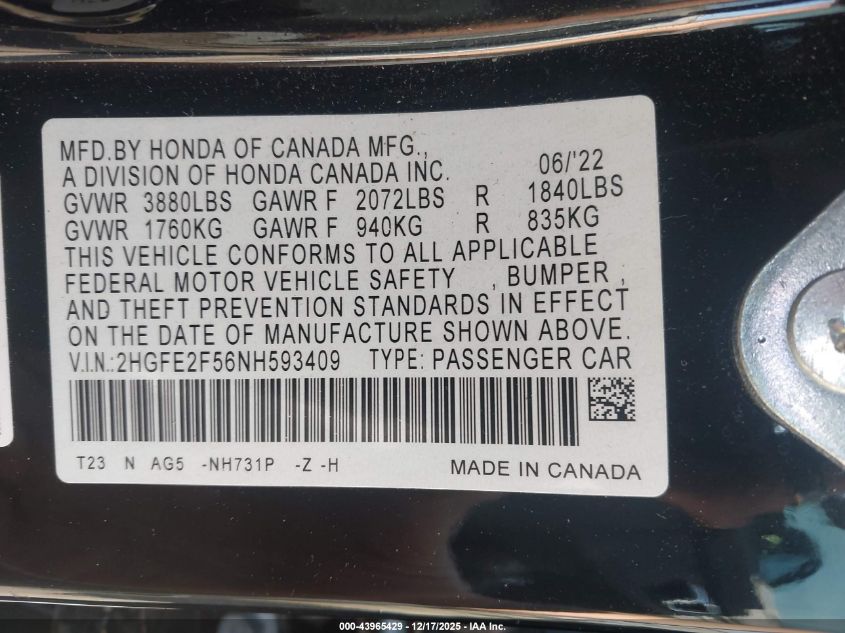 MFD.BY HONDA OF CANADA MFG.,
A DIVISION OF HONDA CANADA INC. 06/'22
GVWR 3880LBS GAWR F 2072LBS R 1840LBS
GVWR 1760KG GAWR F 940KG R 835KG
THIS VEHICLE CONFORMS TO ALL APPLICABLE
FEDERAL MOTOR VEHICLE SAFETY , BUMPER ,
AND THEFT PREVENTION STANDARDS IN EFFECT
ON THE DATE OF MANUFACTURE SHOWN ABOVE.
V.I.N.:2HGFE2F56NH593409 TYPE: PASSENGER CAR
T23 N AG5 -NH731P -Z -H MADE IN CANADA
000-43965429 - 12/17/2025 - IAA Inc.